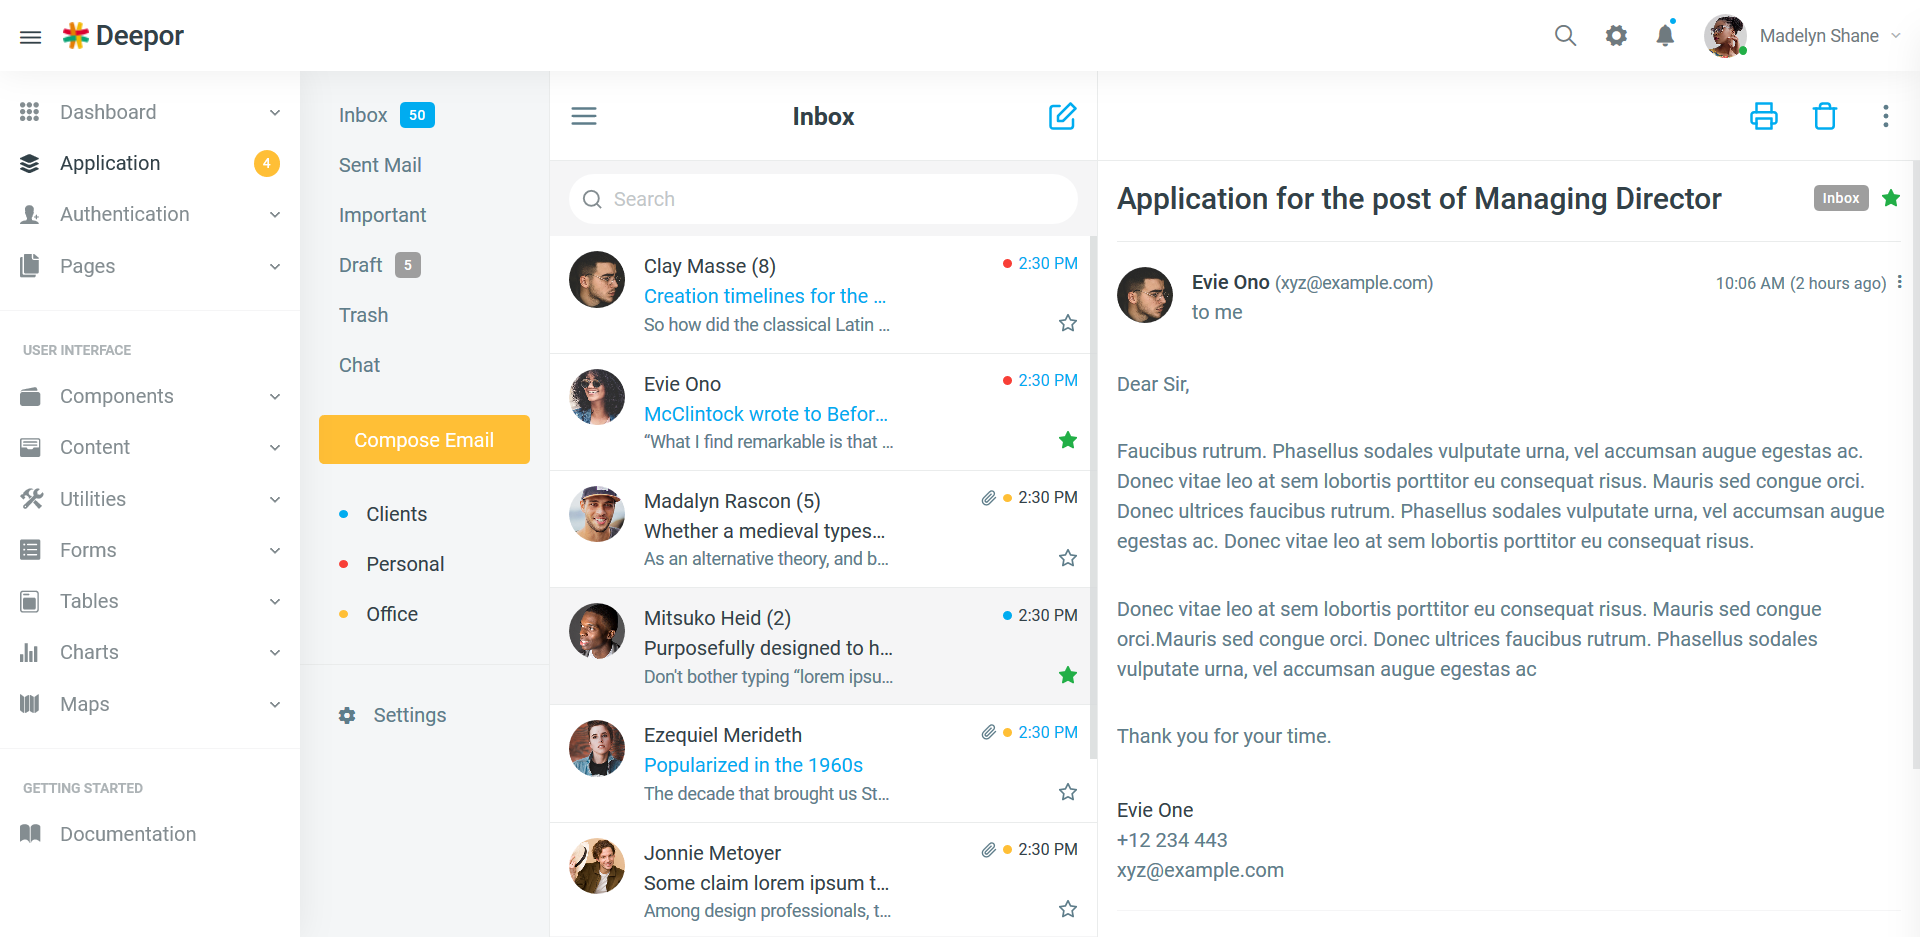 Deepor
Madelyn Shane
Dashboard
Application 4
Authentication
Pages
USER INTERFACE
Components
Content
Utilities
Forms
Tables
Charts
Maps
GETTING STARTED
Documentation
Inbox 50
Sent Mail
Important
Draft 5
Trash
Chat
Compose Email
Clients
Personal
Office
Settings
Inbox
Search
Clay Masse (8) 2:30 PM
Creation timelines for the ...
So how did the classical Latin ...
Evie Ono 2:30 PM
McClintock wrote to Befor...
“What I find remarkable is that ...
Madalyn Rascon (5) 2:30 PM
Whether a medieval types...
As an alternative theory, and b...
Mitsuko Heid (2) 2:30 PM
Purposefully designed to h...
Don't bother typing “lorem ipsu...
Ezequiel Merideth 2:30 PM
Popularized in the 1960s
The decade that brought us St...
Jonnie Metoyer 2:30 PM
Some claim lorem ipsum t...
Among design professionals, t...
Application for the post of Managing Director Inbox
Evie Ono (xyz@example.com) 10:06 AM (2 hours ago)
to me
Dear Sir,
Faucibus rutrum. Phasellus sodales vulputate urna, vel accumsan augue egestas ac.
Donec vitae leo at sem lobortis porttitor eu consequat risus. Mauris sed congue orci.
Donec ultrices faucibus rutrum. Phasellus sodales vulputate urna, vel accumsan augue
egestas ac. Donec vitae leo at sem lobortis porttitor eu consequat risus.
Donec vitae leo at sem lobortis porttitor eu consequat risus. Mauris sed congue
orci.Mauris sed congue orci. Donec ultrices faucibus rutrum. Phasellus sodales
vulputate urna, vel accumsan augue egestas ac
Thank you for your time.
Evie One
+12 234 443
xyz@example.com